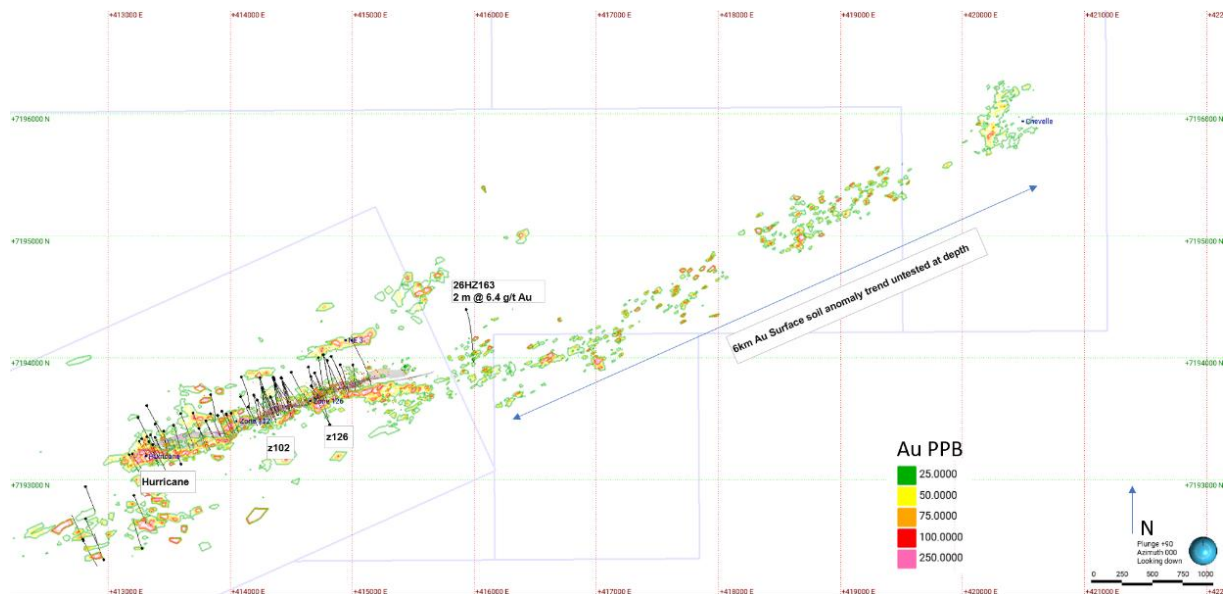 +413000 E
+414000 E
+415000 E
+416000 E
+417000 E
+418000 E
+419000 E
+420000 E
+421000 E
+7196000 N
+7196000 N
Chevelle
+7195000 N
+7195000 N
26HZ163
2 m @ 6.4 g/t Au
6km Au Surface soil anomaly trend untested at depth
+7194000 N
+7194000 N
z126
z102
Hurricane
Hurricane
+7193000 N
+7193000 N
Au PPB
25.0000
50.0000
75.0000
100.0000
250.0000
N
Plunge +90
Azimuth 000
Looking down
0 250 500 750 1000
+413000 E
+414000 E
+415000 E
+416000 E
+417000 E
+418000 E
+419000 E
+420000 E
+421000 E